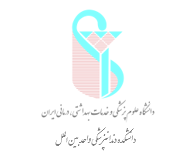 دانشگاه علوم پزشکی و خدمات بهداشتی، درمانی ایران
دانشکده دندانپزشکی واحد بین الملل